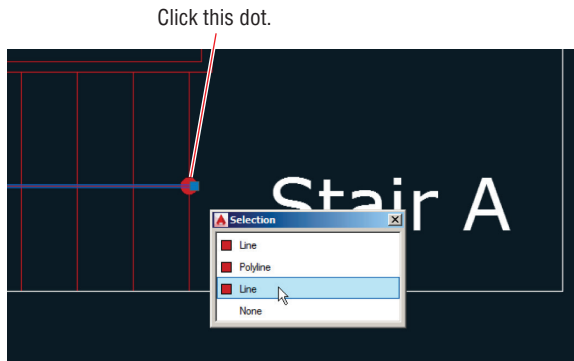 Click this dot.
Stair A
Selection
Line
Polyline
Line
None